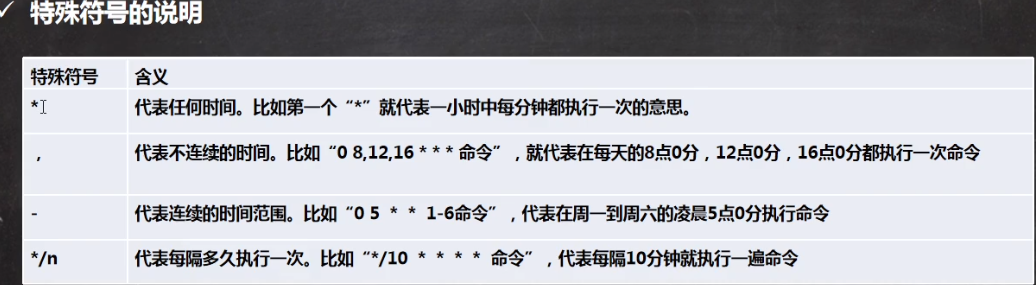 ✓ 特殊符号的说明
特殊符号 含义
* 代表任何时间。比如第一个“*”就代表一小时中每分钟都执行一次的意思。
, 代表不连续的时间。比如“0 8,12,16 * * * 命令”，就代表在每天的8点0分，12点0分，16点0分都执行一次命令
- 代表连续的时间范围。比如“0 5 * * 1-6命令”，代表在周一到周六的凌晨5点0分执行命令
*/n 代表每隔多久执行一次。比如“*/10 * * * * 命令”，代表每隔10分钟就执行一遍命令